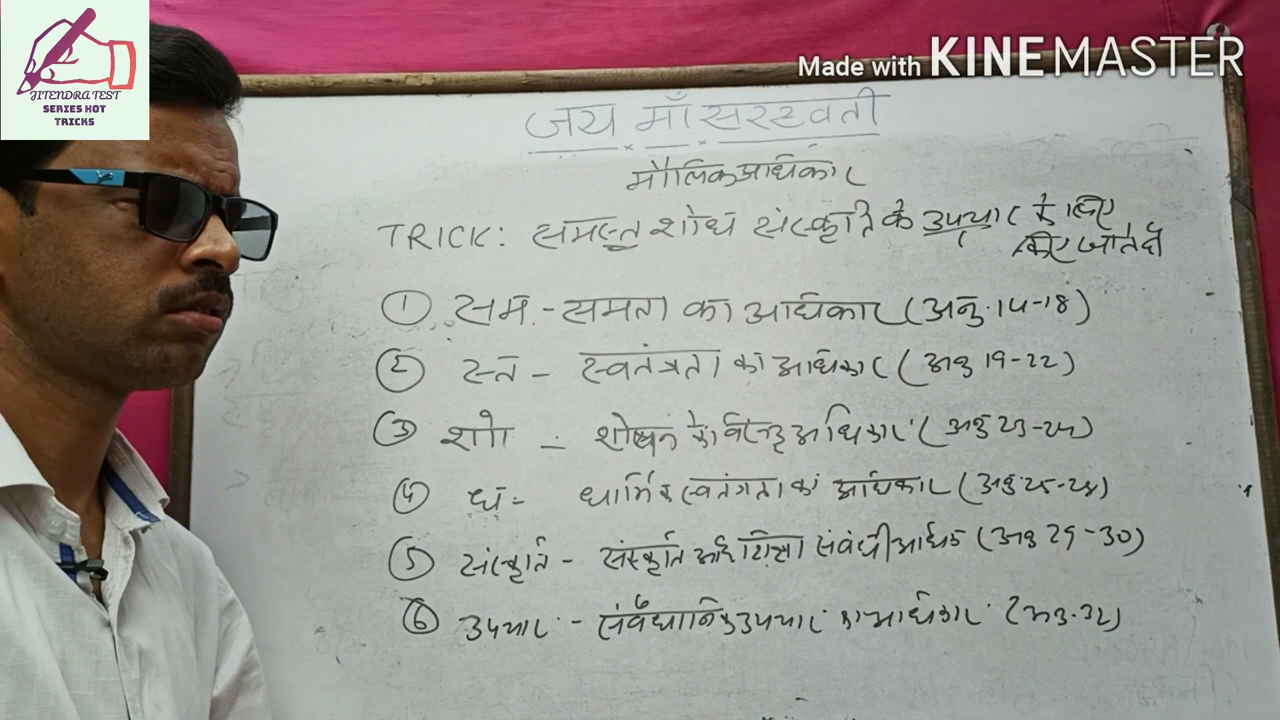 JITENDRA TEST
SERIES HOT
TRICKS
Made with KINEMASTER
जय माँ सरस्वती
मौलिक अधिकार
TRICK: समस्त शोध संस्कृति के उपचार के लिए
किए जाते है
① सम - समता का अधिकार (अनु. 14-18)
② स्त - स्वतंत्रता का अधिकार (अनु 19-22)
③ शो - शोषण के विरुद्ध अधिकार (अनु 23-24)
④ ध - धार्मिक स्वतंत्रता का अधिकार (अनु 25-28)
⑤ संस्कृति - संस्कृति और शिक्षा संबंधी (अनु 29-30)
⑥ उपचार - संवैधानिक उपचार का अधिकार (अनु. 32)